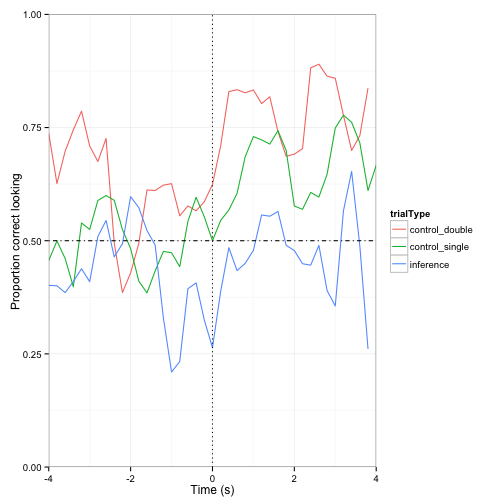 1.00
0.75
0.50
0.25
0.00
Proportion correct looking
-4
-2
0
2
4
Time (s)
trialType
control_double
control_single
inference